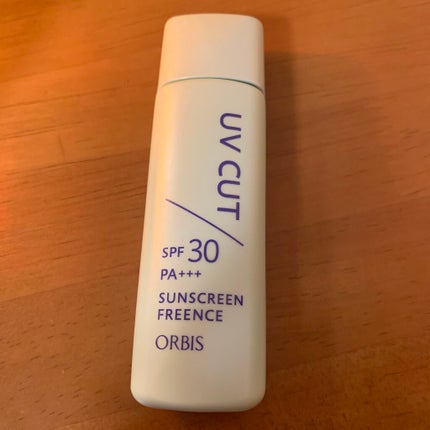 UV CUT
SPF 30
PA+++
SUNSCREEN
FREENCE
ORBIS